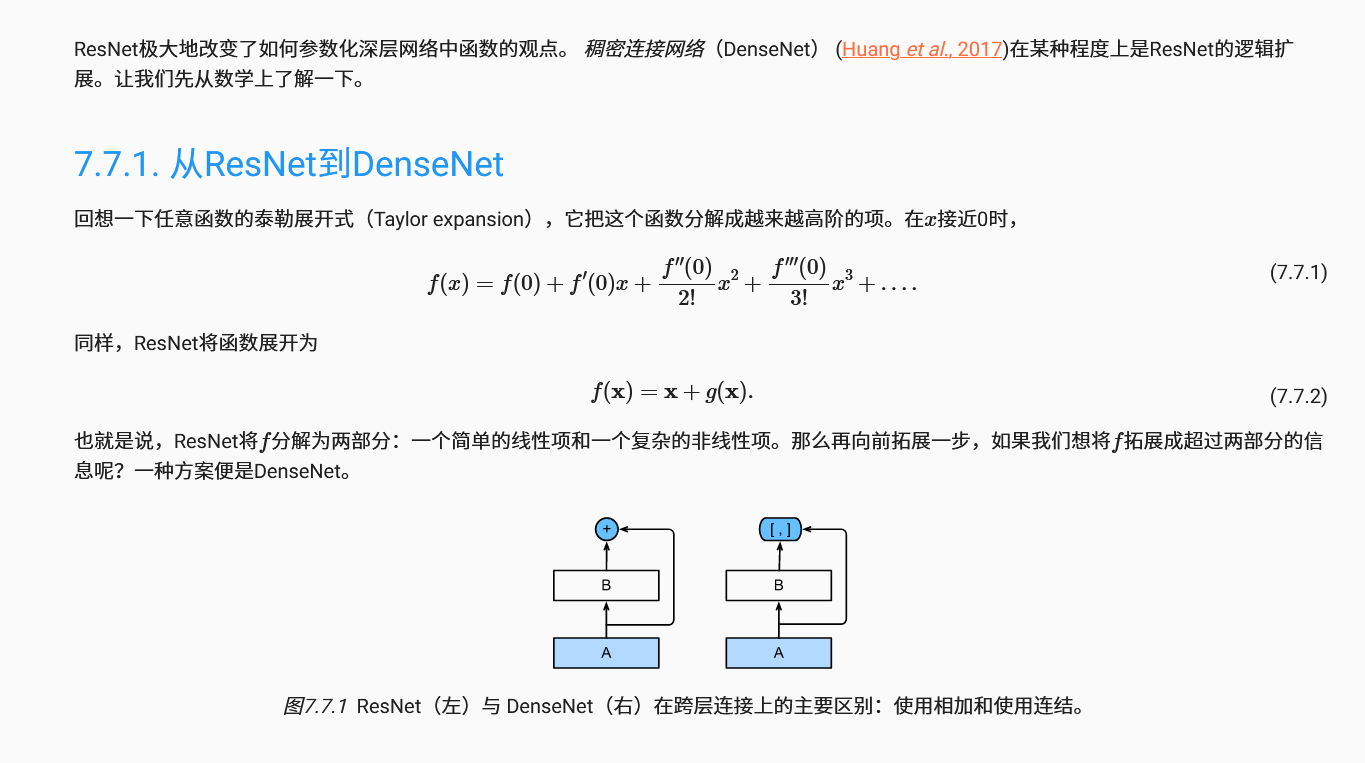 ResNet极大地改变了如何参数化深层网络中函数的观点。 稠密连接网络（DenseNet） (Huang et al., 2017)在某种程度上是ResNet的逻辑扩
展。让我们先从数学上了解一下。
7.7.1. 从ResNet到DenseNet
回想一下任意函数的泰勒展开式（Taylor expansion），它把这个函数分解成越来越高阶的项。在x接近0时，
f(x) = f(0) + f′(0)x + \frac{f′′(0)}{2!}x² + \frac{f′′′(0)}{3!}x³ + …. (7.7.1)
同样，ResNet将函数展开为
f(𝐱) = 𝐱 + g(𝐱). (7.7.2)
也就是说，ResNet将f分解为两部分：一个简单的线性项和一个复杂的非线性项。那么再向前拓展一步，如果我们想将f拓展成超过两部分的信
息呢？一种方案便是DenseNet。
+ [ , ]
B B
A A
图7.7.1 ResNet（左）与 DenseNet（右）在跨层连接上的主要区别：使用相加和使用连结。